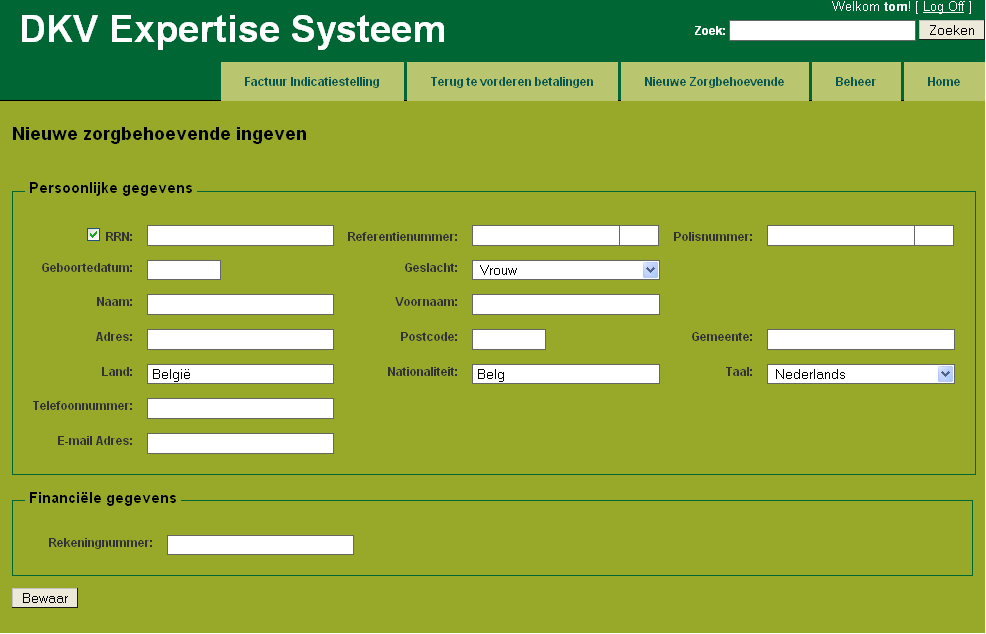 Welkom tom! [ Log Off ]
DKV Expertise Systeem
Zoek: Zoeken
Factuur Indicatiestelling Terug te vorderen betalingen Nieuwe Zorgbehoevende Beheer Home
Nieuwe zorgbehoevende ingeven
Persoonlijke gegevens
RRN: Referentienummer: Polisnummer:
Geboortedatum: Geslacht: Vrouw
Naam: Voornaam:
Adres: Postcode: Gemeente:
Land: België Nationaliteit: Belg Taal: Nederlands
Telefoonnummer:
E-mail Adres:
Financiële gegevens
Rekeningnummer:
Bewaar